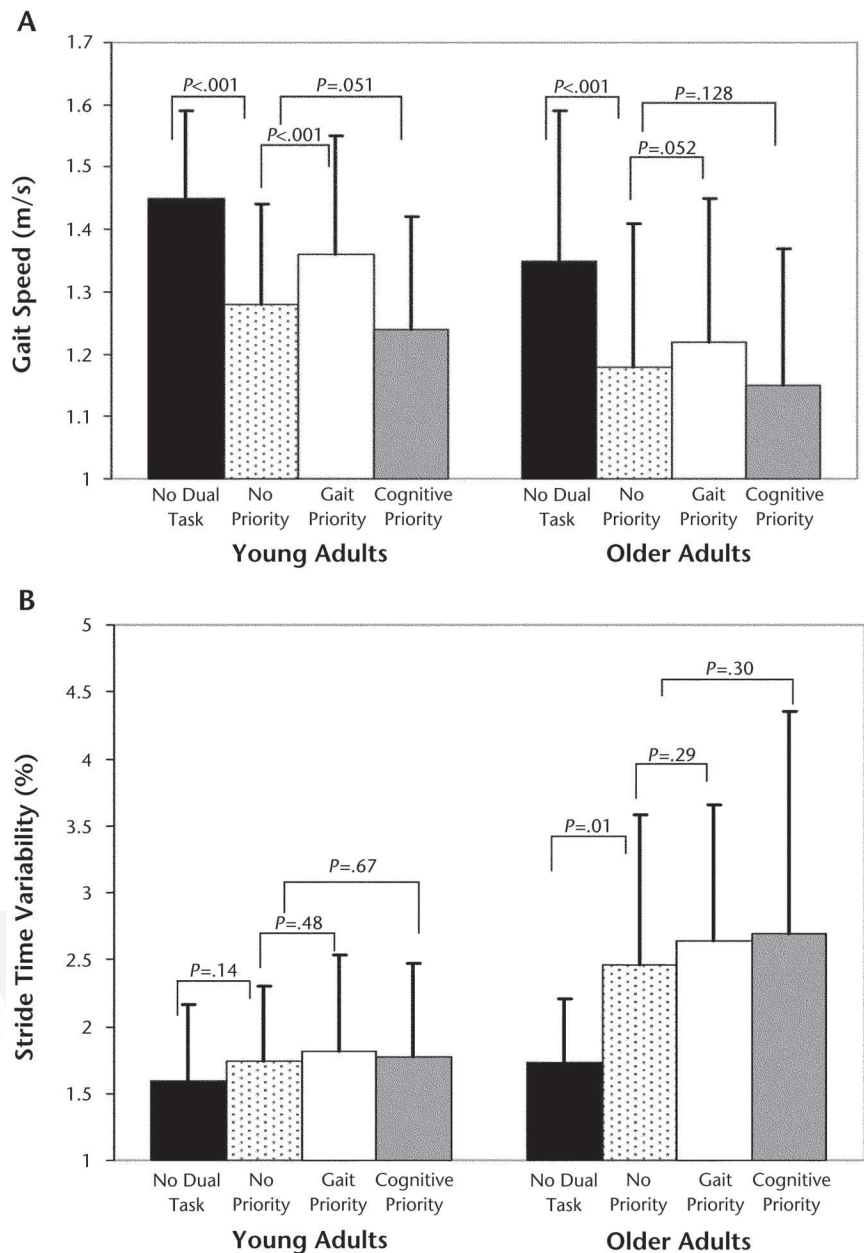 A
1.7
1.6
1.5
1.4
1.3
1.2
1.1
1
Gait Speed (m/s)
P<.001
P=.051
P<.001
P<.001
P=.128
P=.052
No Dual Task
No Priority
Gait Priority
Cognitive Priority
No Dual Task
No Priority
Gait Priority
Cognitive Priority
Young Adults
Older Adults
B
5
4.5
4
3.5
3
2.5
2
1.5
1
Stride Time Variability (%)
P=.14
P=.48
P=.67
P=.01
P=.29
P=.30
No Dual Task
No Priority
Gait Priority
Cognitive Priority
No Dual Task
No Priority
Gait Priority
Cognitive Priority
Young Adults
Older Adults